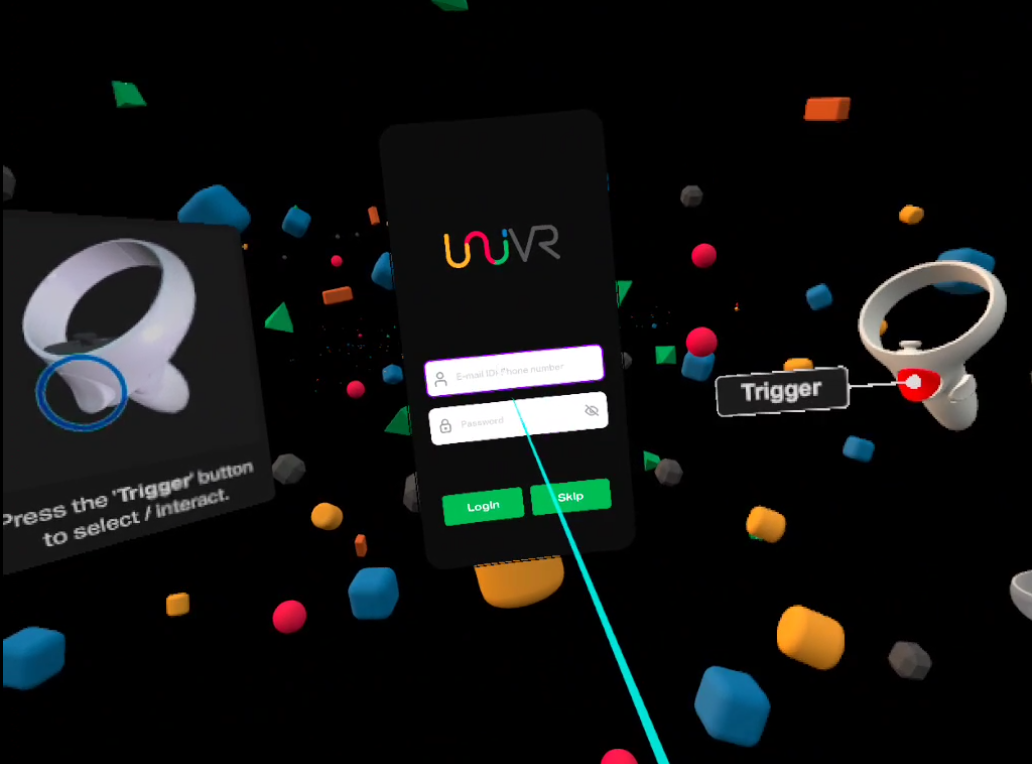 Press the 'Trigger' button
to select / interact.
UNIVR
E-mail ID/ Phone number
Password
Login
Skip
Trigger